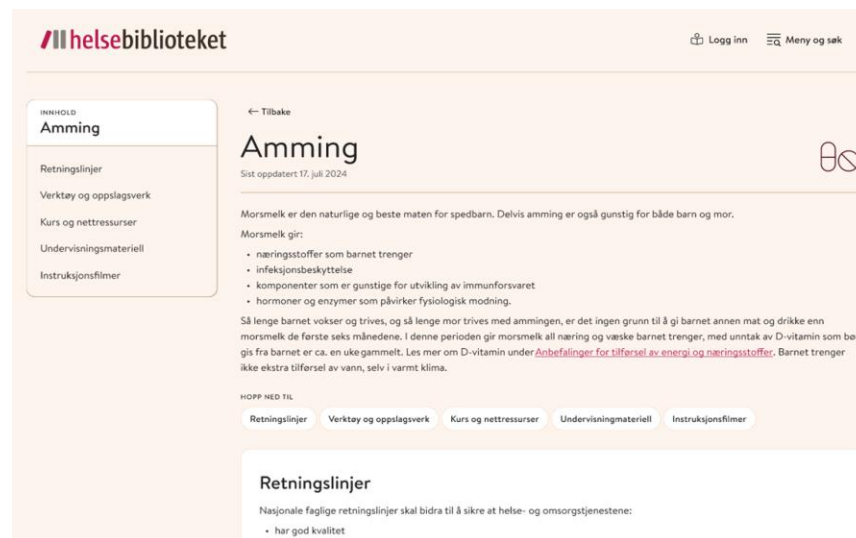 helsebiblioteket
Logg inn
Meny og søk
INNHOLD
Amming
Retningslinjer
Verktøy og oppslagsverk
Kurs og nettressurser
Undervisningsmateriell
Instruksjonsfilmer
← Tilbake
Amming
Sist oppdatert 17. juli 2024
Morsmelk er den naturlige og beste maten for spedbarn. Delvis amming er også gunstig for både barn og mor.
Morsmelk gir:
• næringsstoffer som barnet trenger
• infeksjonsbeskyttelse
• komponenter som er gunstige for utvikling av immunforsvaret
• hormoner og enzymer som påvirker fysiologisk modning.
Så lenge barnet vokser og trives, og så lenge mor trives med ammingen, er det ingen grunn til å gi barnet annen mat og drikke enn
morsmelk de første seks månedene. I denne perioden gir morsmelk all næring og væske barnet trenger, med unntak av D-vitamin som bø
gis fra barnet er ca. en uke gammelt. Les mer om D-vitamin under Anbefalinger for tilførsel av energi og næringsstoffer. Barnet trenger
ikke ekstra tilførsel av vann, selv i varmt klima.
HOPP NED TIL
Retningslinjer
Verktøy og oppslagsverk
Kurs og nettressurser
Undervisningmateriell
Instruksjonsfilmer
Retningslinjer
Nasjonale faglige retningslinjer skal bidra til å sikre at helse- og omsorgstjenestene:
• har god kvalitet